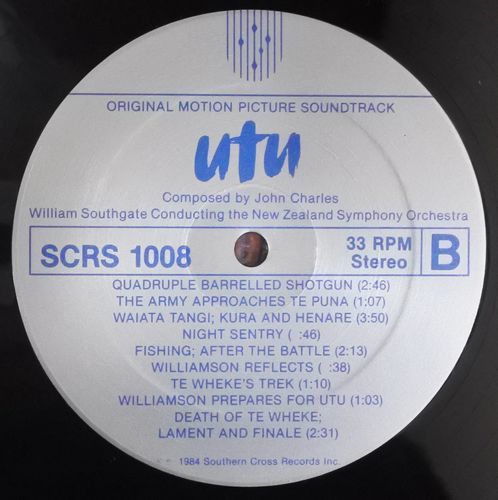 ORIGINAL MOTION PICTURE SOUNDTRACK
utu
Composed by John Charles
William Southgate Conducting the New Zealand Symphony Orchestra
SCRS 1008
33 RPM
Stereo
B
QUADRUPLE BARRELLED SHOTGUN (2:46)
THE ARMY APPROACHES TE PUNA (1:07)
WAIATA TANGI; KURA AND HENARE (3:50)
NIGHT SENTRY ( :46)
FISHING; AFTER THE BATTLE (2:13)
WILLIAMSON REFLECTS ( :38)
TE WHEKE'S TREK (1:10)
WILLIAMSON PREPARES FOR UTU (1:03)
DEATH OF TE WHEKE;
LAMENT AND FINALE (2:31)
1984 Southern Cross Records Inc.